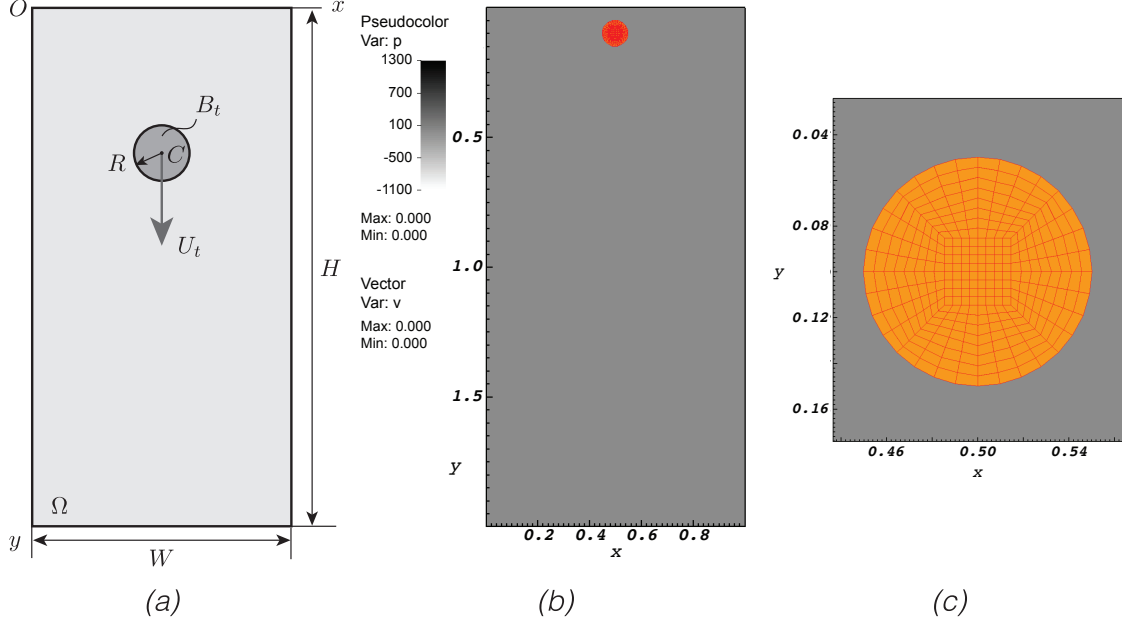 O
x
B_t
R
C
U_t
H
Ω
y
W
(a)
Pseudocolor
Var: p
1300
700
100
-500
-1100
Max: 0.000
Min: 0.000
Vector
Var: v
Max: 0.000
Min: 0.000
0.5
1.0
1.5
y
0.2 0.4 0.6 0.8
x
(b)
0.04
0.08
y
0.12
0.16
0.46 0.50 0.54
x
(c)